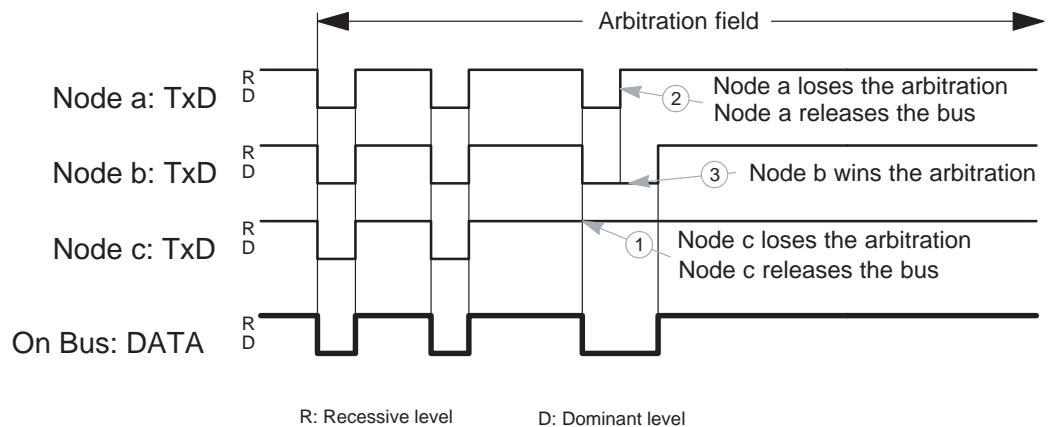 Arbitration field
Node a: TxD
R
D
2
Node a loses the arbitration
Node a releases the bus
Node b: TxD
R
D
3
Node b wins the arbitration
Node c: TxD
R
D
1
Node c loses the arbitration
Node c releases the bus
On Bus: DATA
R
D
R: Recessive level
D: Dominant level